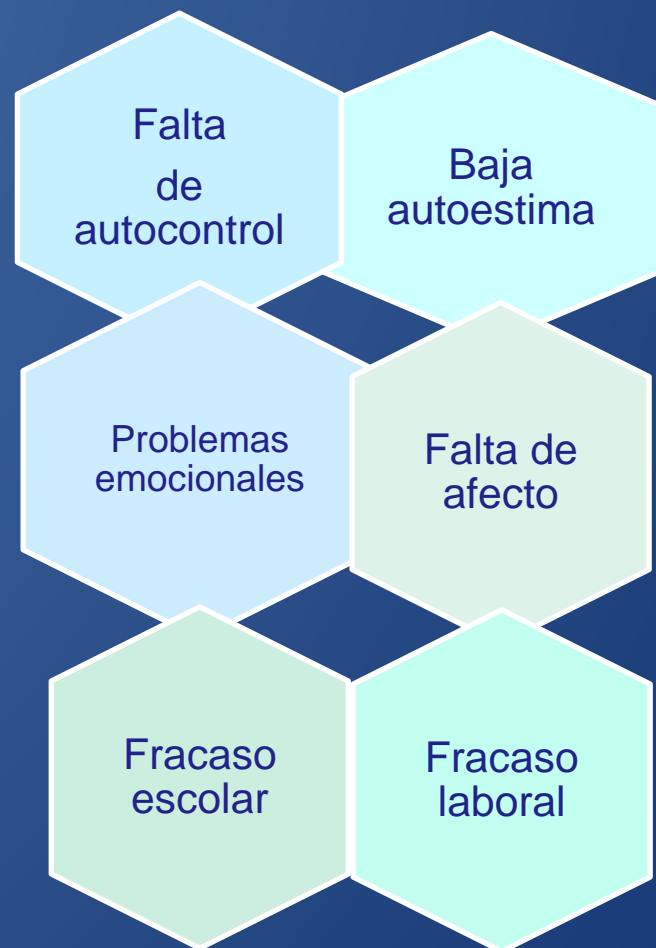 Falta
de
autocontrol
Baja
autoestima
Problemas
emocionales
Falta de
afecto
Fracaso
escolar
Fracaso
laboral